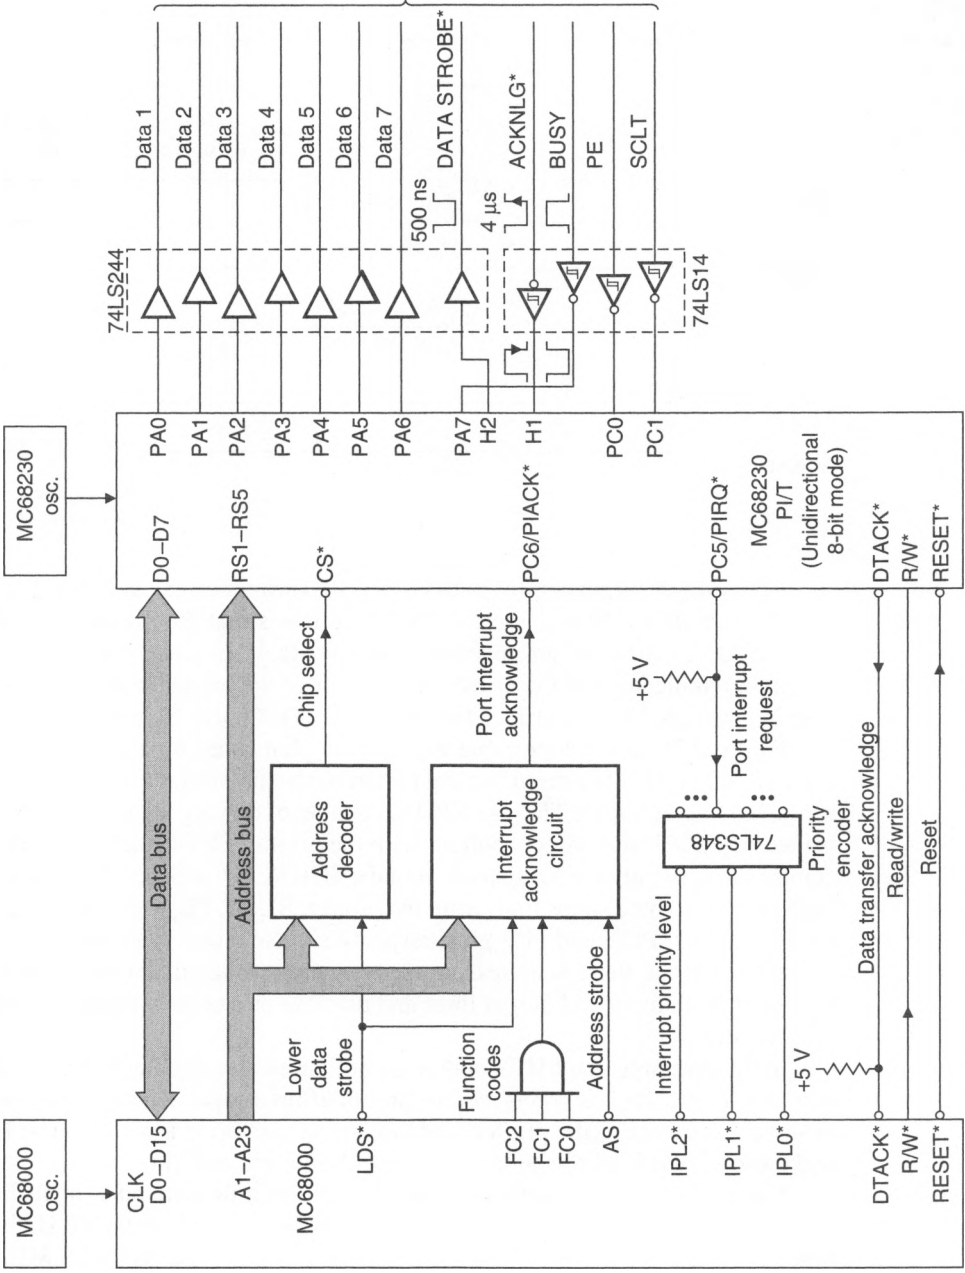 Data 1
Data 2
Data 3
Data 4
Data 5
Data 6
Data 7
DATA STROBE*
ACKNLG*
BUSY
PE
SCLT
500 ns
4 µs
74LS244
74LS14
MC68230
osc.
PA0
PA1
PA2
PA3
PA4
PA5
PA6
PA7
H2
H1
PC0
PC1
D0–D7
RS1–RS5
CS*
PC6/PIACK*
PC5/PIRQ*
MC68230
PI/T
(Unidirectional
8-bit mode)
DTACK*
R/W*
RESET*
Chip select
Port interrupt
acknowledge
+5 V
Port interrupt
request
Data bus
Address bus
Address
decoder
Interrupt
acknowledge
circuit
74LS348
Priority
encoder
Data transfer acknowledge
Read/write
Reset
Lower
data
strobe
Function
codes
Address strobe
Interrupt priority level
+5 V
MC68000
osc.
CLK
D0–D15
A1–A23
MC68000
LDS*
FC2
FC1
FC0
AS
IPL2*
IPL1*
IPL0*
DTACK*
R/W*
RESET*